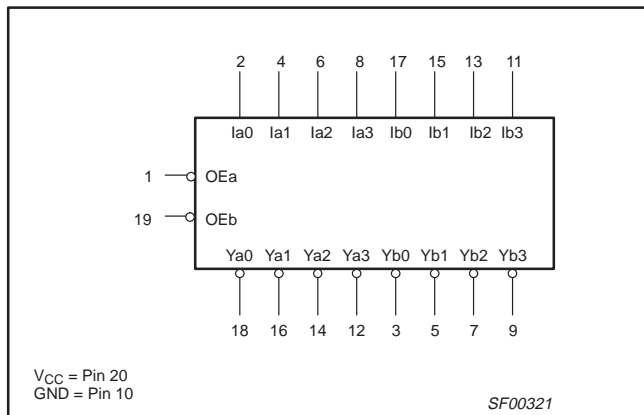 2 4 6 8 17 15 13 11
Ia0 Ia1 Ia2 Ia3 Ib0 Ib1 Ib2 Ib3
1 OEa
19 OEb
Ya0 Ya1 Ya2 Ya3 Yb0 Yb1 Yb2 Yb3
18 16 14 12 3 5 7 9
VCC = Pin 20
GND = Pin 10
SF00321